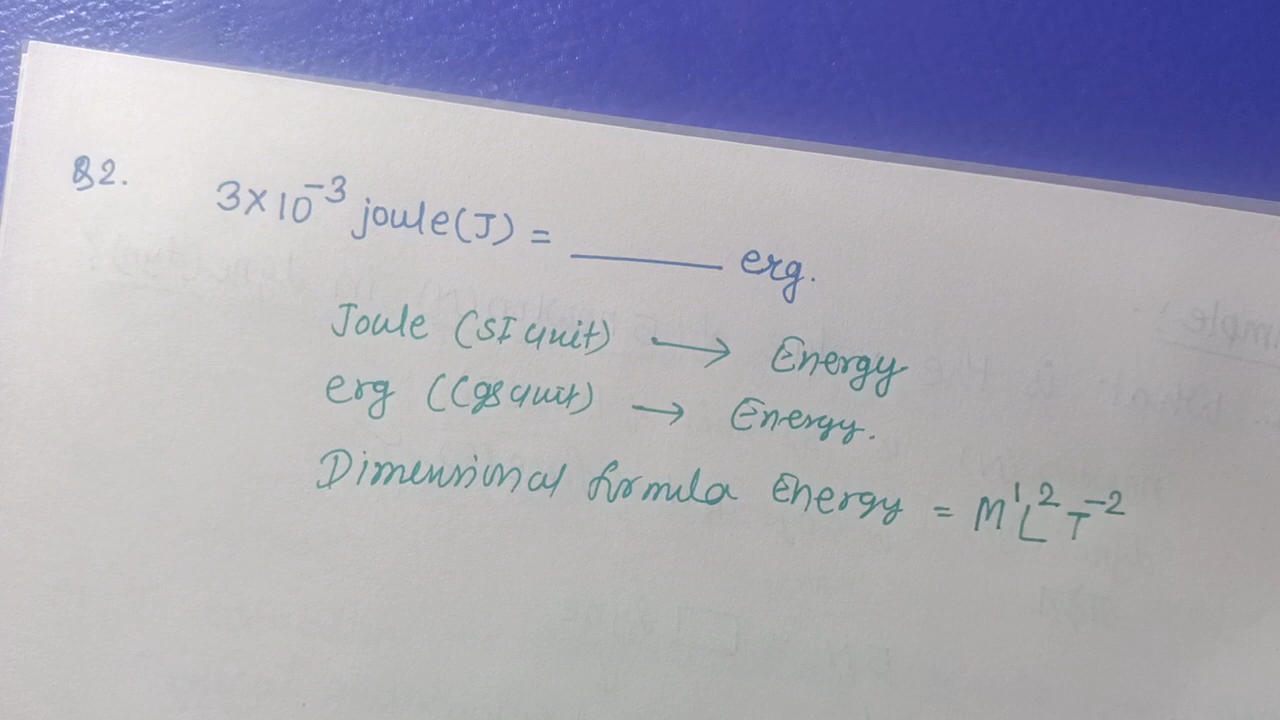 Q2. 3×10⁻³ joule(J) = ______ erg.
Joule (SI unit) ⟶ Energy
erg (Cgs unit) → Energy.
Dimensional formula Energy = M¹L²T⁻²